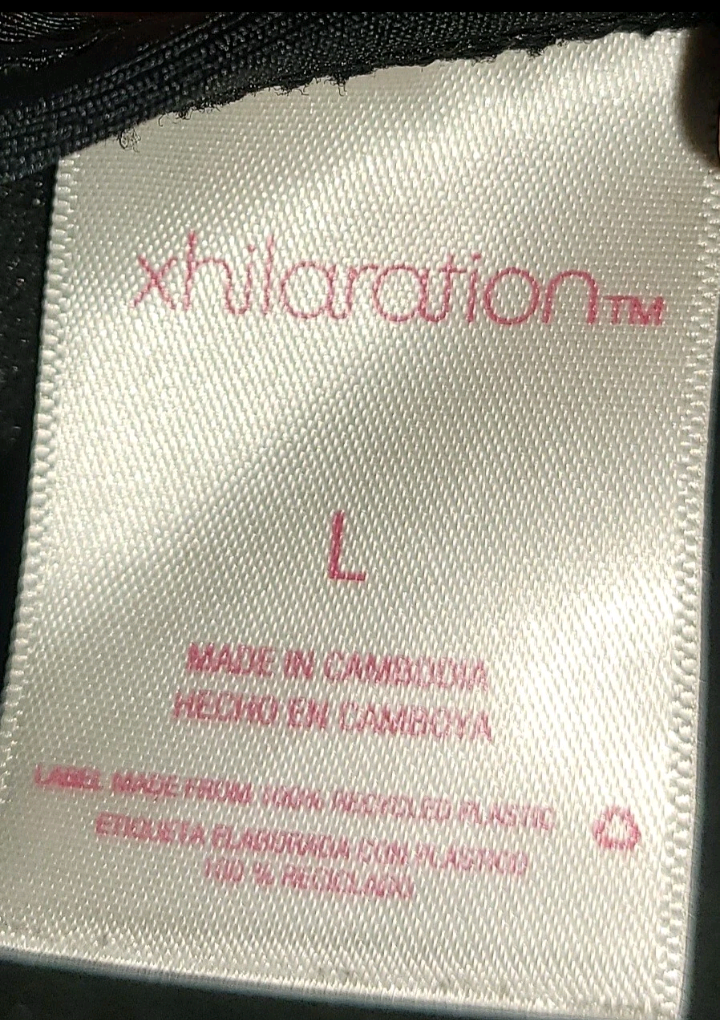 xhilaration™
L
MADE IN CAMBODIA
HECHO EN CAMBOYA
LABEL MADE FROM 100% RECYCLED PLASTIC
ETIQUETA ELABORADA CON PLASTICO
100 % RECICLADO